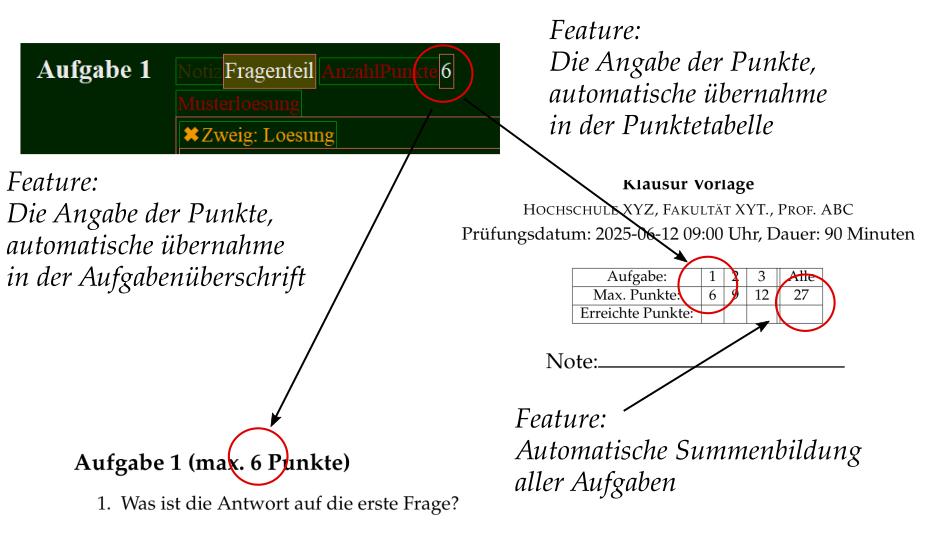 Feature:
Die Angabe der Punkte,
automatische übernahme
in der Punktetabelle
Aufgabe 1 Notiz Fragenteil AnzahlPunkte 6
Musterloesung
✖Zweig: Loesung
Feature:
Die Angabe der Punkte,
automatische übernahme
in der Aufgabenüberschrift
Klausur Vorlage
Hochschule XYZ, Fakultät XYT., Prof. ABC
Prüfungsdatum: 2025-06-12 09:00 Uhr, Dauer: 90 Minuten
Aufgabe: 1 2 3 Alle
Max. Punkte: 6 9 12 27
Erreichte Punkte:
Note:
Feature:
Automatische Summenbildung
aller Aufgaben
Aufgabe 1 (max. 6 Punkte)
1. Was ist die Antwort auf die erste Frage?